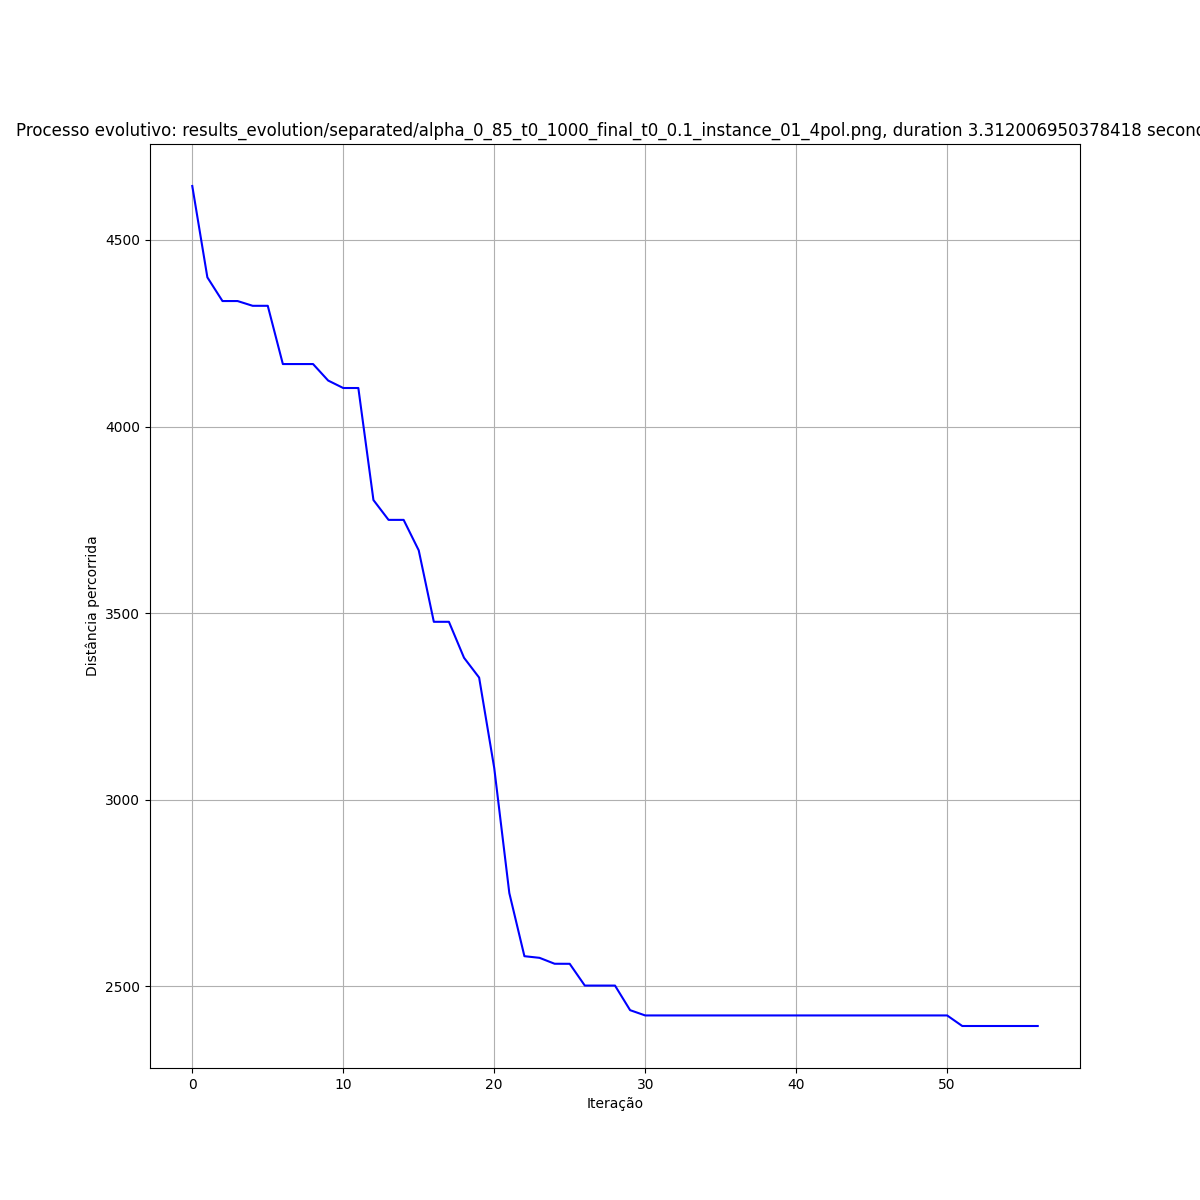 Processo evolutivo: results_evolution/separated/alpha_0_85_t0_1000_final_t0_0.1_instance_01_4pol.png, duration 3.312006950378418
4500
4000
3500
3000
2500
Distância percorrida
0 10 20 30 40 50
Iteração